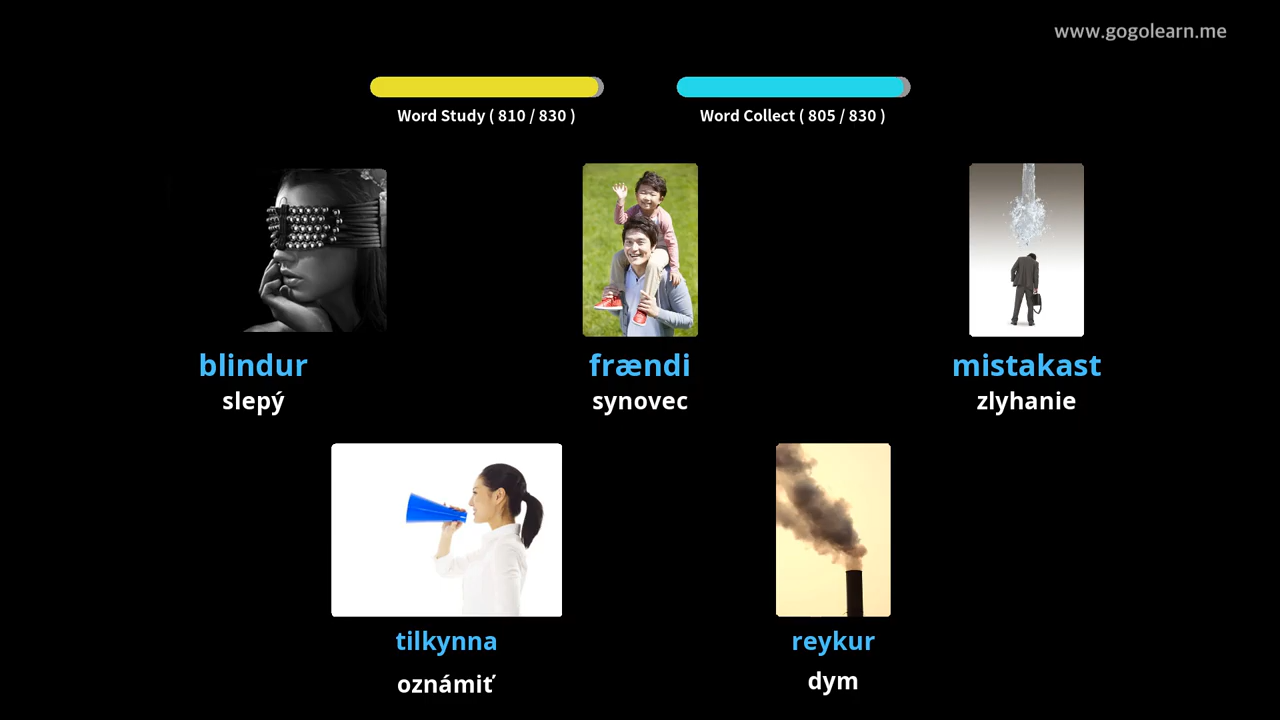 www.gogolearn.me
Word Study ( 810 / 830 )
Word Collect ( 805 / 830 )
blindur
slepý
frændi
synovec
mistakast
zlyhanie
tilkynna
oznámiť
reykur
dym